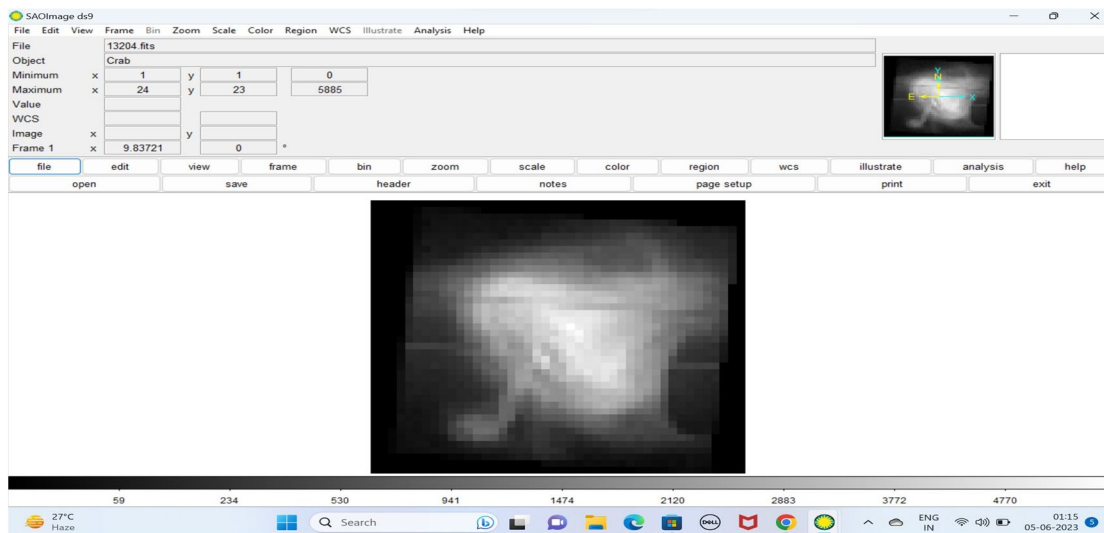 SAOImage ds9
File Edit View Frame Bin Zoom Scale Color Region WCS Illustrate Analysis Help
File 13204.fits
Object Crab
Minimum x 1 y 1 0
Maximum x 24 y 23 5885
Value
WCS
Image x y
Frame 1 x 9.83721 0 °
Y
N
E X
file edit view frame bin zoom scale color region wcs illustrate analysis help
open save header notes page setup print exit
59 234 530 941 1474 2120 2883 3772 4770
27°C
Haze
Search
b
DELL
ENG
IN
01:15
05-06-2023
5